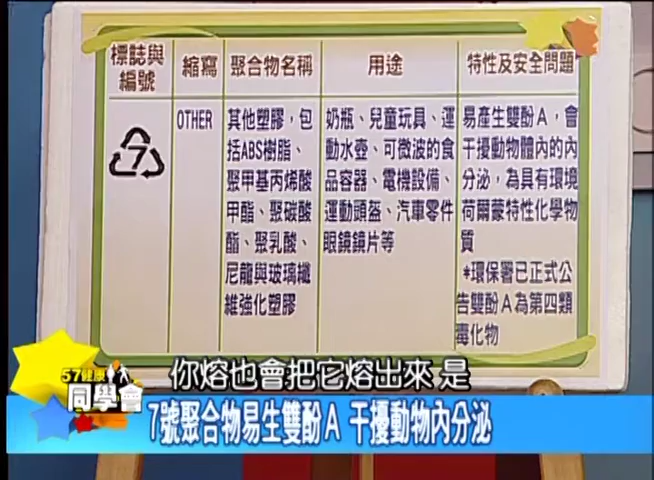 標誌與
編號
縮寫
聚合物名稱
用途
特性及安全問題
7
OTHER
其他塑膠，包
括ABS樹脂、
聚甲基丙烯酸
甲酯、聚碳酸
酯、聚乳酸、
尼龍與玻璃纖
維強化塑膠
奶瓶、兒童玩具、運
動水壺、可微波的食
品容器、電機設備、
運動頭盔、汽車零件
眼鏡鏡片等
易產生雙酚A，會
干擾動物體內的內
分泌，為具有環境
荷爾蒙特性化學物
質
*環保署已正式公
告雙酚A為第四類
毒化物
你熔也會把它熔出來 是
57健康
同學會
7號聚合物易生雙酚A 干擾動物內分泌